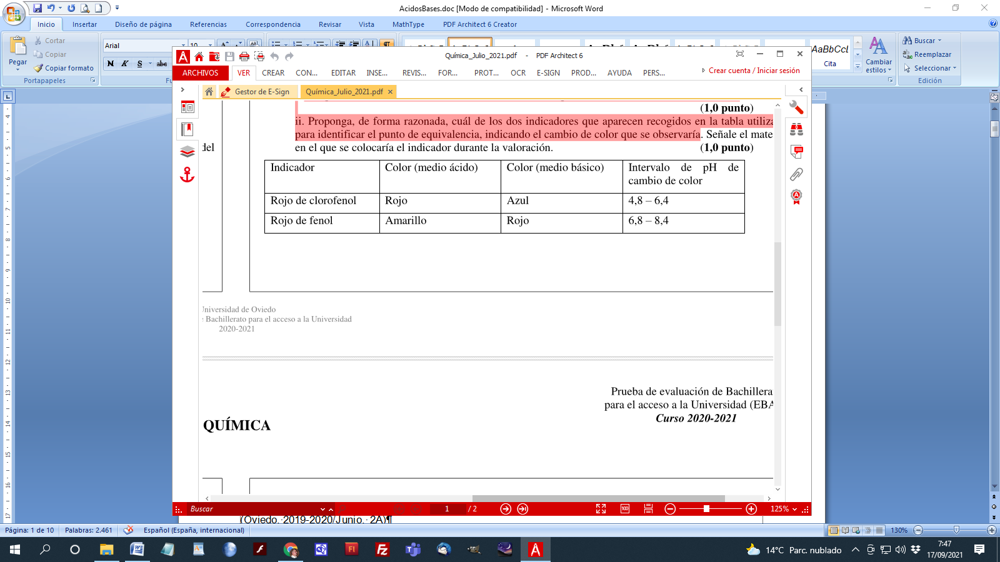 AcidosBases.doc [Modo de compatibilidad] - Microsoft Word
Inicio Insertar Diseño de página Referencias Correspondencia Revisar Vista MathType PDF Architect 6 Creator
Pegar
Cortar
Copiar
Copiar formato
Portapapeles
Arial 10
N K S abc
AaBbCcL
Cita
Cambiar estilos
Buscar
Reemplazar
Seleccionar
Edición
Química_Julio_2021.pdf - PDF Architect 6
ARCHIVOS VER CREAR CON... EDITAR INSE... REVIS... FOR... PROT... OCR E-SIGN PROD... AYUDA PERS...
Crear cuenta / Iniciar sesión
Gestor de E-Sign Química_Julio_2021.pdf
(1,0 punto)
ii. Proponga, de forma razonada, cuál de los dos indicadores que aparecen recogidos en la tabla utiliza
para identificar el punto de equivalencia, indicando el cambio de color que se observaría. Señale el mate
en el que se colocaría el indicador durante la valoración. (1,0 punto)
del
Indicador Color (medio ácido) Color (medio básico) Intervalo de pH de
cambio de color
Rojo de clorofenol Rojo Azul 4,8 – 6,4
Rojo de fenol Amarillo Rojo 6,8 – 8,4
Universidad de Oviedo
Bachillerato para el acceso a la Universidad
2020-2021
Prueba de evaluación de Bachillera
para el acceso a la Universidad (EBA
Curso 2020-2021
QUÍMICA
Buscar 1 / 2 100 125%
(Oviedo.·2019-2020/Junio.·2A)¶
Página: 1 de 10 Palabras: 2.461 Español (España, internacional) 130%
14°C Parc. nublado
7:47
17/09/2021